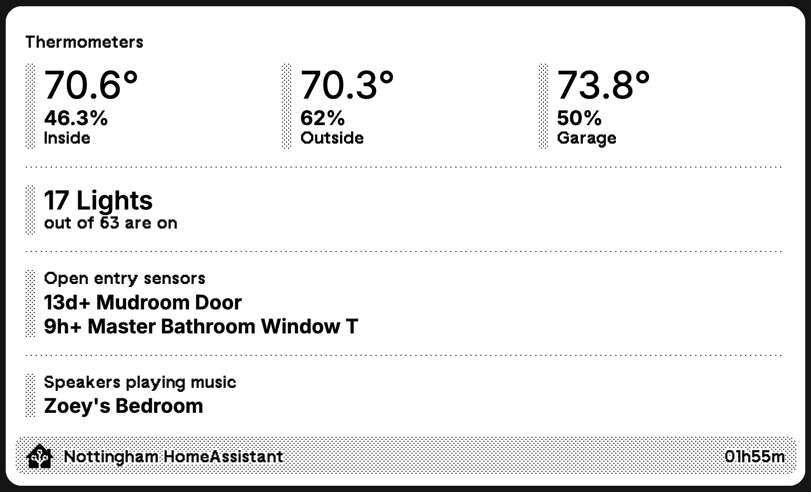 Thermometers
70.6° 70.3° 73.8°
46.3% 62% 50%
Inside Outside Garage
17 Lights
out of 63 are on
Open entry sensors
13d+ Mudroom Door
9h+ Master Bathroom Window T
Speakers playing music
Zoey's Bedroom
Nottingham HomeAssistant 01h55m